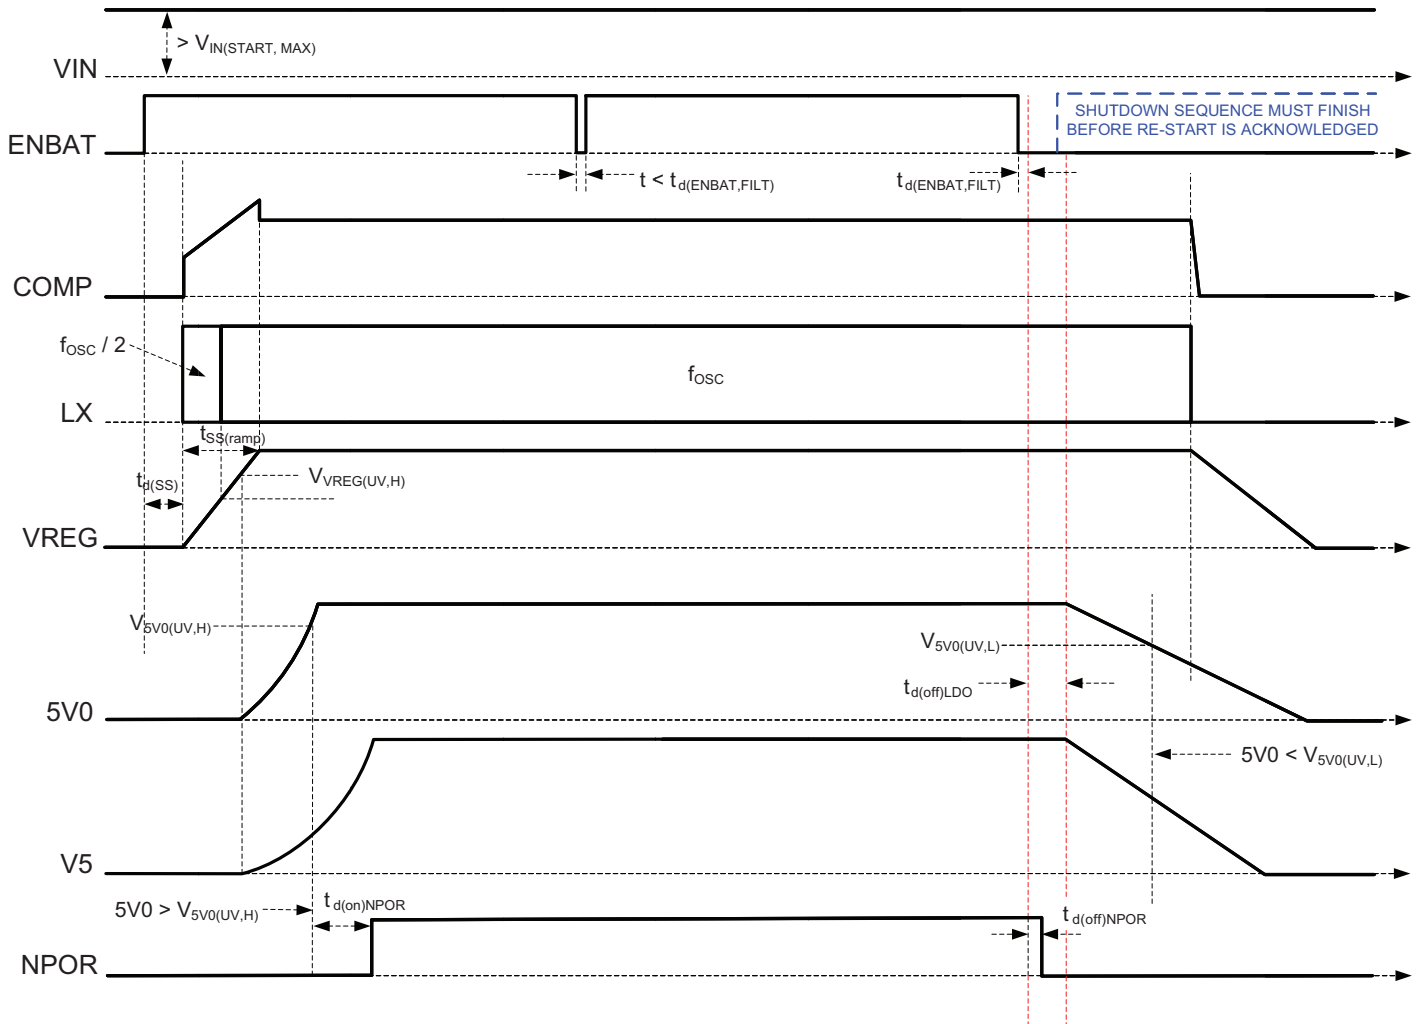 > VIN(START, MAX)
VIN
SHUTDOWN SEQUENCE MUST FINISH
BEFORE RE-START IS ACKNOWLEDGED
ENBAT
t < td(ENBAT,FILT)
td(ENBAT,FILT)
COMP
fOSC / 2
fOSC
LX
tSS(ramp)
td(SS)
VVREG(UV,H)
VREG
V5V0(UV,H)
V5V0(UV,L)
td(off)LDO
5V0
5V0 < V5V0(UV,L)
V5
5V0 > V5V0(UV,H)
td(on)NPOR
td(off)NPOR
NPOR